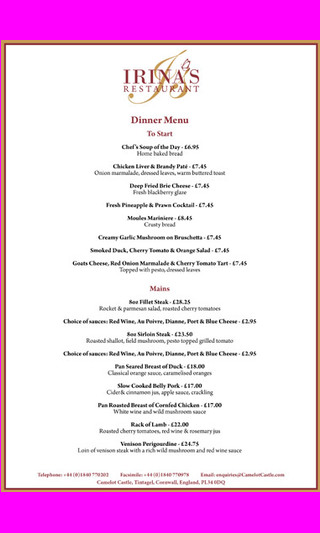 IRINA'S
RESTAURANT
Dinner Menu
To Start
Chef's Soup of the Day - £6.95
Home baked bread
Chicken Liver & Brandy Paté - £7.45
Onion marmalade, dressed leaves, warm buttered toast
Deep Fried Brie Cheese - £7.45
Fresh blackberry glaze
Fresh Pineapple & Prawn Cocktail - £7.45
Moules Mariniere - £8.45
Crusty bread
Creamy Garlic Mushroom on Bruschetta - £7.45
Smoked Duck, Cherry Tomato & Orange Salad - £7.45
Goats Cheese, Red Onion Marmalade & Cherry Tomato Tart - £7.45
Topped with pesto, dressed leaves
Mains
8oz Fillet Steak - £28.25
Rocket & parmesan salad, roasted cherry tomatoes
Choice of sauces: Red Wine, Au Poivre, Dianne, Port & Blue Cheese - £2.95
8oz Sirloin Steak - £23.50
Roasted shallot, field mushroom, pesto topped grilled tomato
Choice of sauces: Red Wine, Au Poivre, Dianne, Port & Blue Cheese - £2.95
Pan Seared Breast of Duck - £18.00
Classical orange sauce, caramelised oranges
Slow Cooked Belly Pork - £17.00
Cider& cinnamon jus, apple sauce, crackling
Pan Roasted Breast of Cornfed Chicken - £17.00
White wine and wild mushroom sauce
Rack of Lamb - £22.00
Roasted cherry tomatoes, red wine & rosemary jus
Venison Perigourdine - £24.75
Loin of venison steak with a rich wild mushroom and red wine sauce
Telephone: +44 (0)1840 770202 Facsimile: +44 (0)1840 770978 Email: enquiries@CamelotCastle.com
Camelot Castle, Tintagel, Cornwall, England, PL34 0DQ